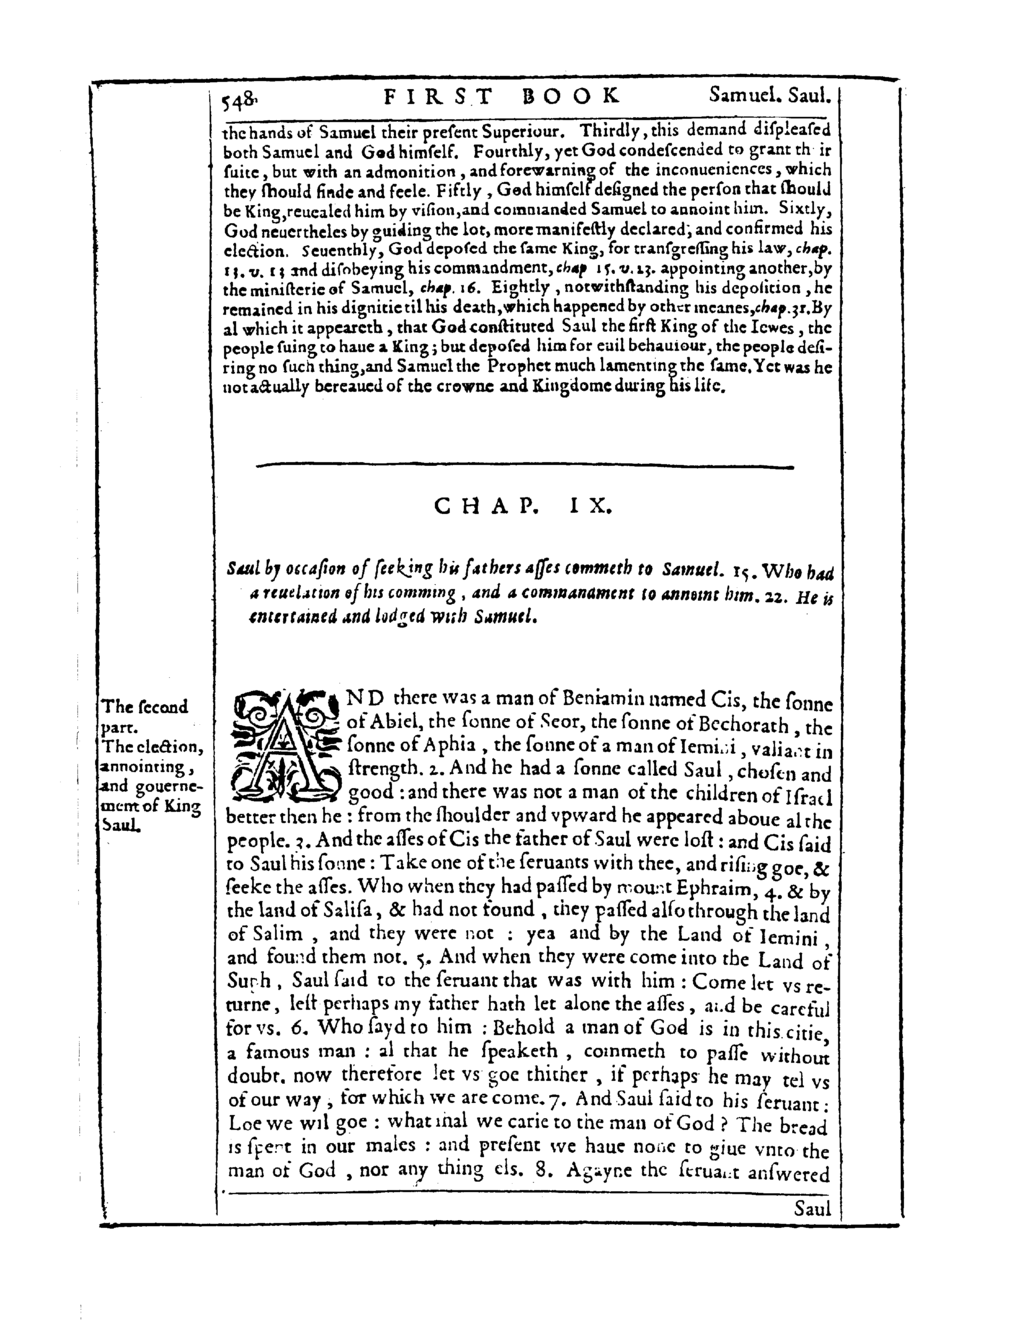 548. FIRST BOOK Samuel. Saul.
the hands of Samuel their preſent Superiour. Thirdly, this demand diſpleaſed
both Samuel and God himſelf. Fourthly, yet God condeſcended to grant th ir
ſuite, but with an admonition, and forewarning of the inconueniences, which
they ſhould finde and feele. Fiftly, God himſelf deſigned the perſon that ſhould
be King, reuealed him by viſion, and commanded Samuel to annoint him. Sixtly,
God neuertheles by guiding the lot, more manifeſtly declared, and confirmed his
election. Seuenthly, God depoſed the ſame King, for tranſgreſſing his law, chap.
13. v. 13 and diſobeying his commandment, chap 15. v. 23. appointing another, by
the miniſterie of Samuel, chap. 16. Eightly, notwithſtanding his depoſition, he
remained in his dignitie til his death, which happened by other meanes, chap. 31. By
al which it appeareth, that God conſtituted Saul the firſt King of the Iewes, the
people ſuing to haue a King; but depoſed him for euil behauiour, the people deſi-
ring no ſuch thing, and Samuel the Prophet much lamenting the ſame. Yet was he
not actually bereaued of the crowne and Kingdome during his life.
CHAP. IX.
Saul by occaſion of ſeeking his fathers aſſes commeth to Samuel. 15. Who had
a reuelation of his comming, and a commandment to annoint him. 22. He is
entertained and lodged with Samuel.
The ſecond
part.
The election,
annointing,
and gouerne-
ment of King
Saul.
AND there was a man of Beniamin named Cis, the ſonne
of Abiel, the ſonne of Seor, the ſonne of Bechorath, the
ſonne of Aphia, the ſonne of a man of Iemini, valiant in
ſtrength. 2. And he had a ſonne called Saul, choſen and
good: and there was not a man of the children of Iſrael
better then he: from the ſhoulder and vpward he appeared aboue al the
people. 3. And the aſſes of Cis the father of Saul were loſt: and Cis ſaid
to Saul his ſonne: Take one of the ſeruants with thee, and riſing goe, &
ſeeke the aſſes. Who when they had paſſed by mount Ephraim, 4. & by
the land of Saliſa, & had not found, they paſſed alſo through the land
of Salim, and they were not: yea and by the Land of Iemini,
and found them not. 5. And when they were come into the Land of
Suph, Saul ſaid to the ſeruant that was with him: Come let vs re-
turne, leſt perhaps my father hath let alone the aſſes, and be careful
for vs. 6. Who ſayd to him: Behold a man of God is in this citie,
a famous man: al that he ſpeaketh, commeth to paſſe without
doubt. now therefore let vs goe thither, if perhaps he may tel vs
of our way, for which we are come. 7. And Saul ſaid to his ſeruant:
Loe we wil goe: what ſhal we carie to the man of God? The bread
is ſpent in our males: and preſent we haue none to giue vnto the
man of God, nor any thing els. 8. Agayne the ſeruant anſwered
Saul